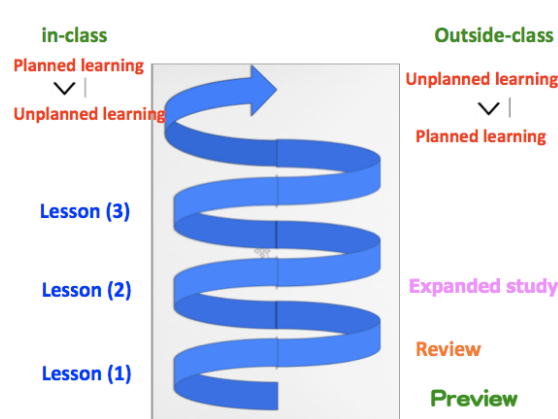 in-class
Planned learning
Unplanned learning
Lesson (3)
Lesson (2)
Lesson (1)
Outside-class
Unplanned learning
Planned learning
Expanded study
Review
Preview